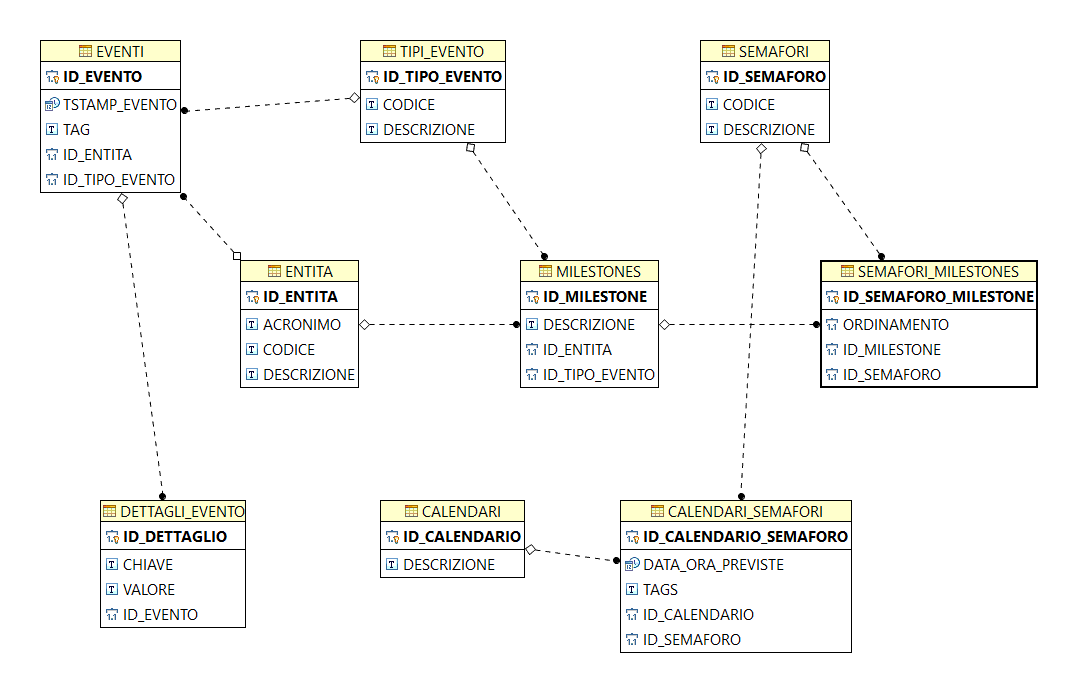 EVENTI
ID_EVENTO
TSTAMP_EVENTO
TAG
ID_ENTITA
ID_TIPO_EVENTO
TIPI_EVENTO
ID_TIPO_EVENTO
CODICE
DESCRIZIONE
SEMAFORI
ID_SEMAFORO
CODICE
DESCRIZIONE
ENTITA
ID_ENTITA
ACRONIMO
CODICE
DESCRIZIONE
MILESTONES
ID_MILESTONE
DESCRIZIONE
ID_ENTITA
ID_TIPO_EVENTO
SEMAFORI_MILESTONES
ID_SEMAFORO_MILESTONE
ORDINAMENTO
ID_MILESTONE
ID_SEMAFORO
DETTAGLI_EVENTO
ID_DETTAGLIO
CHIAVE
VALORE
ID_EVENTO
CALENDARI
ID_CALENDARIO
DESCRIZIONE
CALENDARI_SEMAFORI
ID_CALENDARIO_SEMAFORO
DATA_ORA_PREVISTE
TAGS
ID_CALENDARIO
ID_SEMAFORO